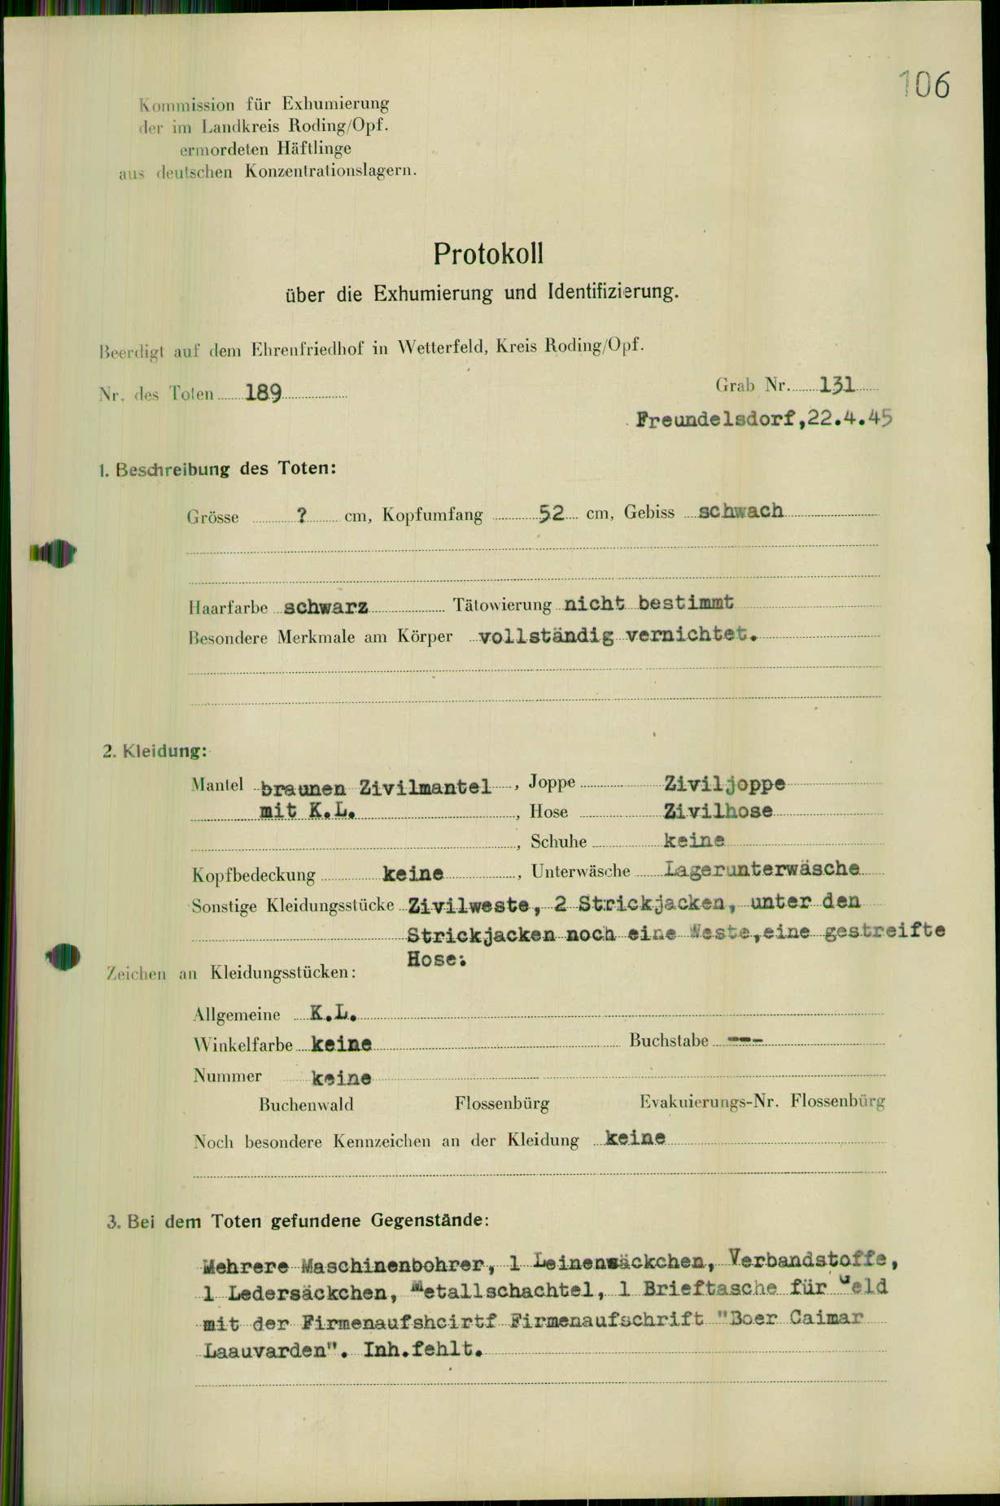 106
Kommission für Exhumierung
der im Landkreis Roding/Opf.
ermordeten Häftlinge
aus deutschen Konzentrationslagern.
Protokoll
über die Exhumierung und Identifizierung.
Beerdigt auf dem Ehrenfriedhof in Wetterfeld, Kreis Roding/Opf.
Nr. des Toten 189 Grab Nr. 131
Freundelsdorf,22.4.45
1. Beschreibung des Toten:
Grösse ? cm, Kopfumfang 52 cm, Gebiss schwach
Haarfarbe schwarz Tätowierung nicht bestimmt
Besondere Merkmale am Körper vollständig vernichtet.
2. Kleidung:
Mantel braunen Zivilmantel , Joppe Ziviljoppe
mit K.L. , Hose Zivilhose
, Schuhe keine
Kopfbedeckung keine , Unterwäsche Lagerunterwäsche
Sonstige Kleidungsstücke Zivilweste, 2 Strickjacken, unter den
Strickjacken noch eine Weste,eine gestreifte
Hose.
Zeichen an Kleidungsstücken:
Allgemeine K.L.
Winkelfarbe keine Buchstabe ---
Nummer keine
Buchenwald Flossenbürg Evakuierungs-Nr. Flossenbürg
Noch besondere Kennzeichen an der Kleidung keine
3. Bei dem Toten gefundene Gegenstände:
Mehrere Maschinenbohrer, 1 Leinensäckchen, Verbandstoffe,
1 Ledersäckchen, Metallschachtel, 1 Brieftasche für Geld
mit der Firmenaufshcirtf Firmenaufschrift "Boer Caimar
Laauvarden". Inh.fehlt.